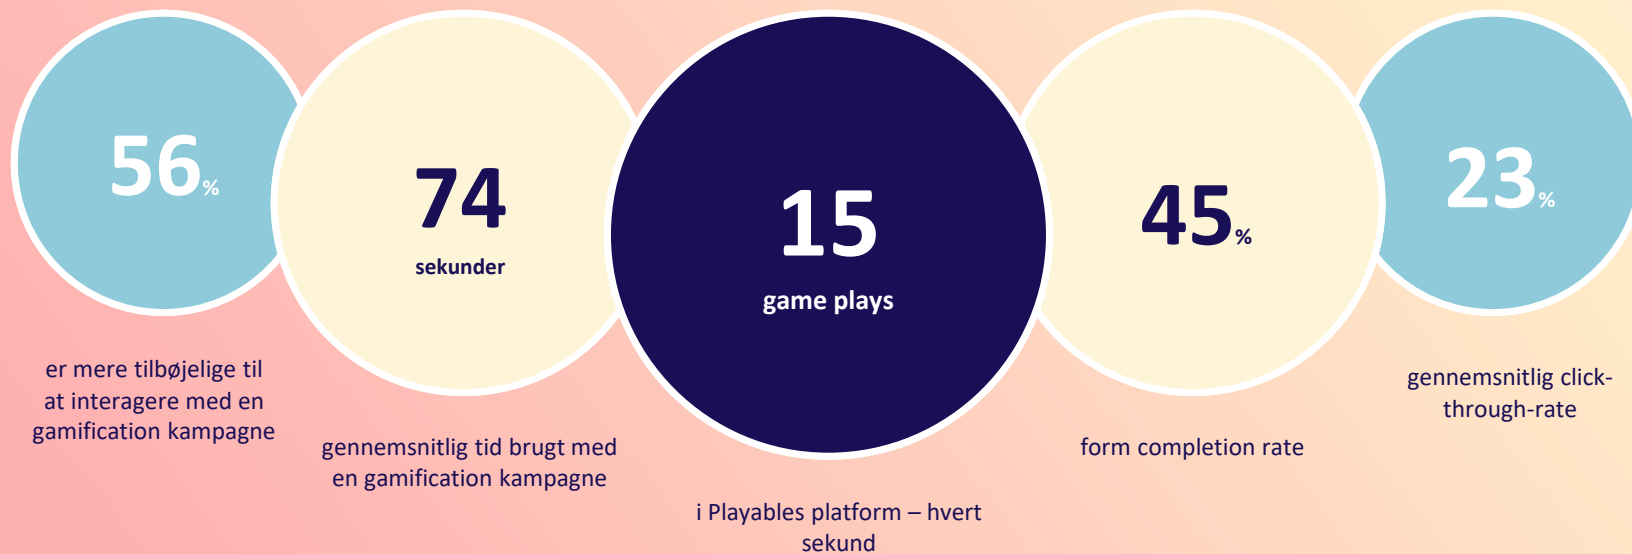 56%
er mere tilbøjelige til
at interagere med en
gamification kampagne
74
sekunder
gennemsnitlig tid brugt med
en gamification kampagne
15
game plays
i Playables platform – hvert
sekund
45%
form completion rate
23%
gennemsnitlig click-
through-rate